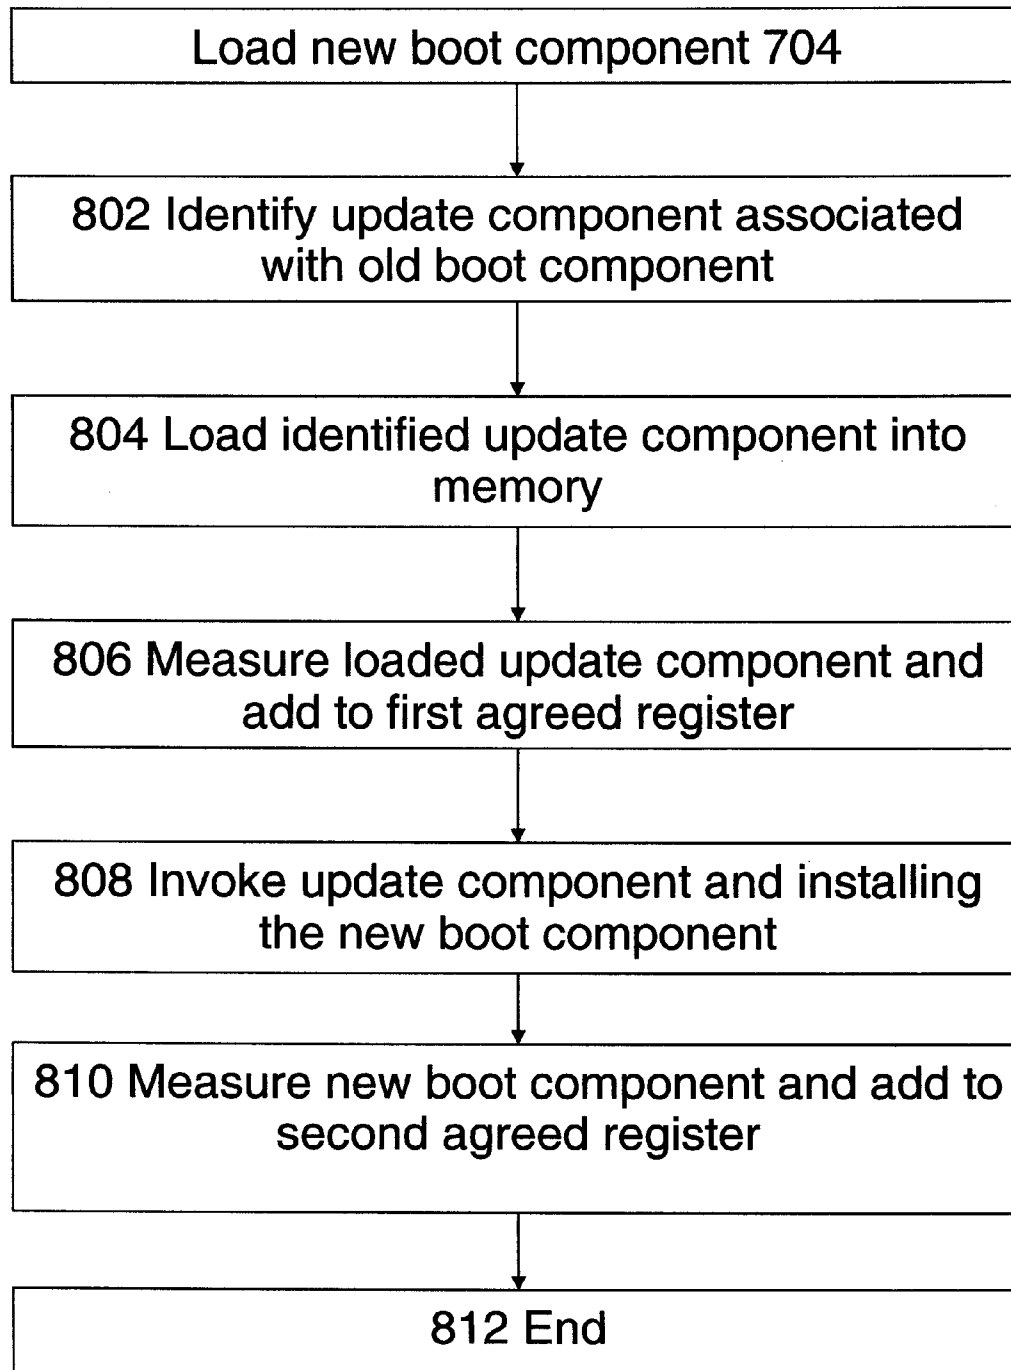 Load new boot component 704
802 Identify update component associated
with old boot component
804 Load identified update component into
memory
806 Measure loaded update component and
add to first agreed register
808 Invoke update component and installing
the new boot component
810 Measure new boot component and add to
second agreed register
812 End